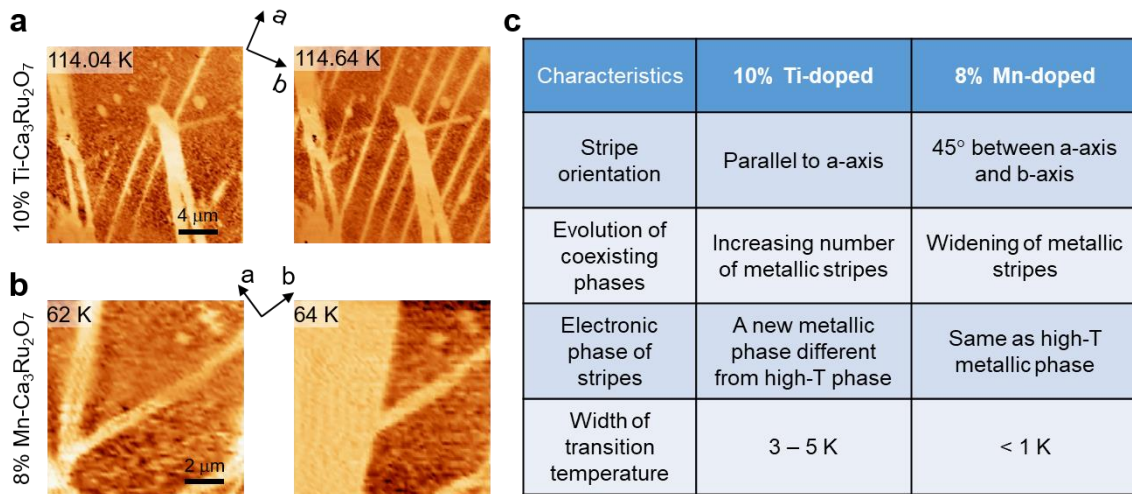 a
10% Ti-Ca3Ru2O7
114.04 K
4 μm
a
b
114.64 K
b
8% Mn-Ca3Ru2O7
62 K
2 μm
a
b
64 K
c
Characteristics
10% Ti-doped
8% Mn-doped
Stripe
orientation
Parallel to a-axis
45° between a-axis
and b-axis
Evolution of
coexisting
phases
Increasing number
of metallic stripes
Widening of metallic
stripes
Electronic
phase of
stripes
A new metallic
phase different
from high-T phase
Same as high-T
metallic phase
Width of
transition
temperature
3 – 5 K
< 1 K